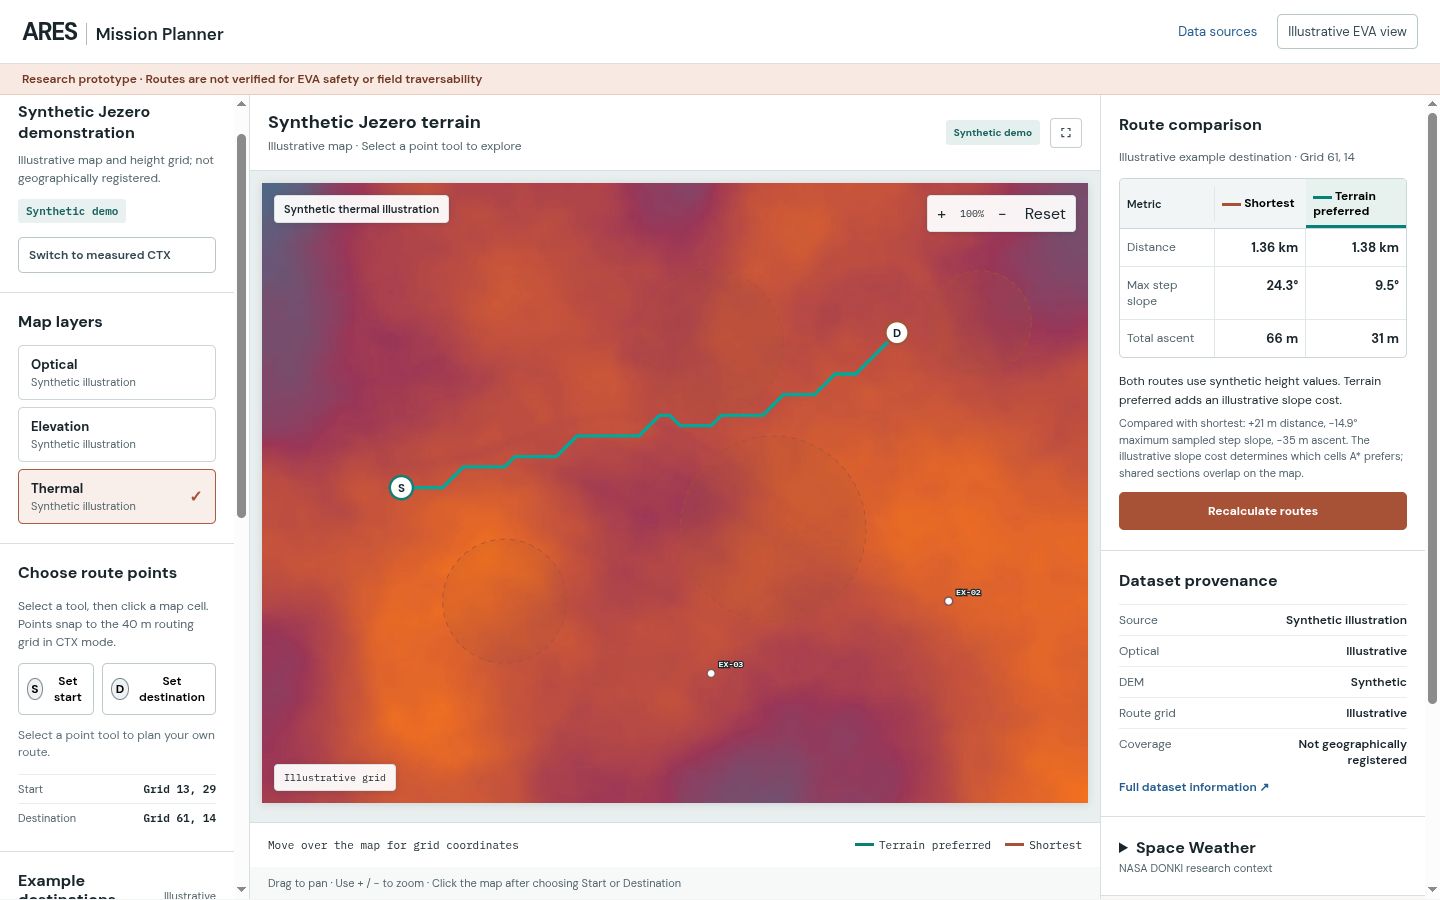 ARES
Mission Planner
Data sources
Illustrative EVA view
Research prototype · Routes are not verified for EVA safety or field traversability
Synthetic Jezero
demonstration
Illustrative map and height grid; not
geographically registered.
Synthetic demo
Switch to measured CTX
Map layers
Optical
Synthetic illustration
Elevation
Synthetic illustration
Thermal
Synthetic illustration
✓
Choose route points
Select a tool, then click a map cell.
Points snap to the 40 m routing
grid in CTX mode.
S Set start
D Set destination
Select a point tool to plan your own
route.
Start Grid 13, 29
Destination Grid 61, 14
Example
destinations
Illustrative
Synthetic Jezero terrain
Illustrative map · Select a point tool to explore
Synthetic demo
Synthetic thermal illustration
+ 100% − Reset
D
S
EX-02
EX-03
Illustrative grid
Move over the map for grid coordinates
Terrain preferred
Shortest
Drag to pan · Use + / − to zoom · Click the map after choosing Start or Destination
Route comparison
Illustrative example destination · Grid 61, 14
Metric Shortest Terrain preferred
Distance 1.36 km 1.38 km
Max step slope 24.3° 9.5°
Total ascent 66 m 31 m
Both routes use synthetic height values. Terrain
preferred adds an illustrative slope cost.
Compared with shortest: +21 m distance, −14.9°
maximum sampled step slope, −35 m ascent. The
illustrative slope cost determines which cells A* prefers;
shared sections overlap on the map.
Recalculate routes
Dataset provenance
Source Synthetic illustration
Optical Illustrative
DEM Synthetic
Route grid Illustrative
Coverage Not geographically
registered
Full dataset information ↗
▶ Space Weather
NASA DONKI research context